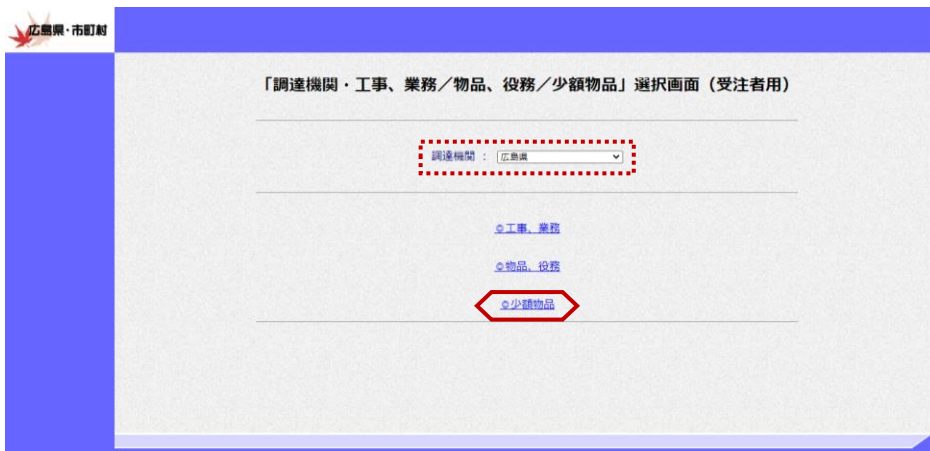 広島県・市町村
「調達機関・工事、業務／物品、役務／少額物品」選択画面（受注者用）
調達機関 ： 広島県
◎工事、業務
◎物品、役務
◎少額物品